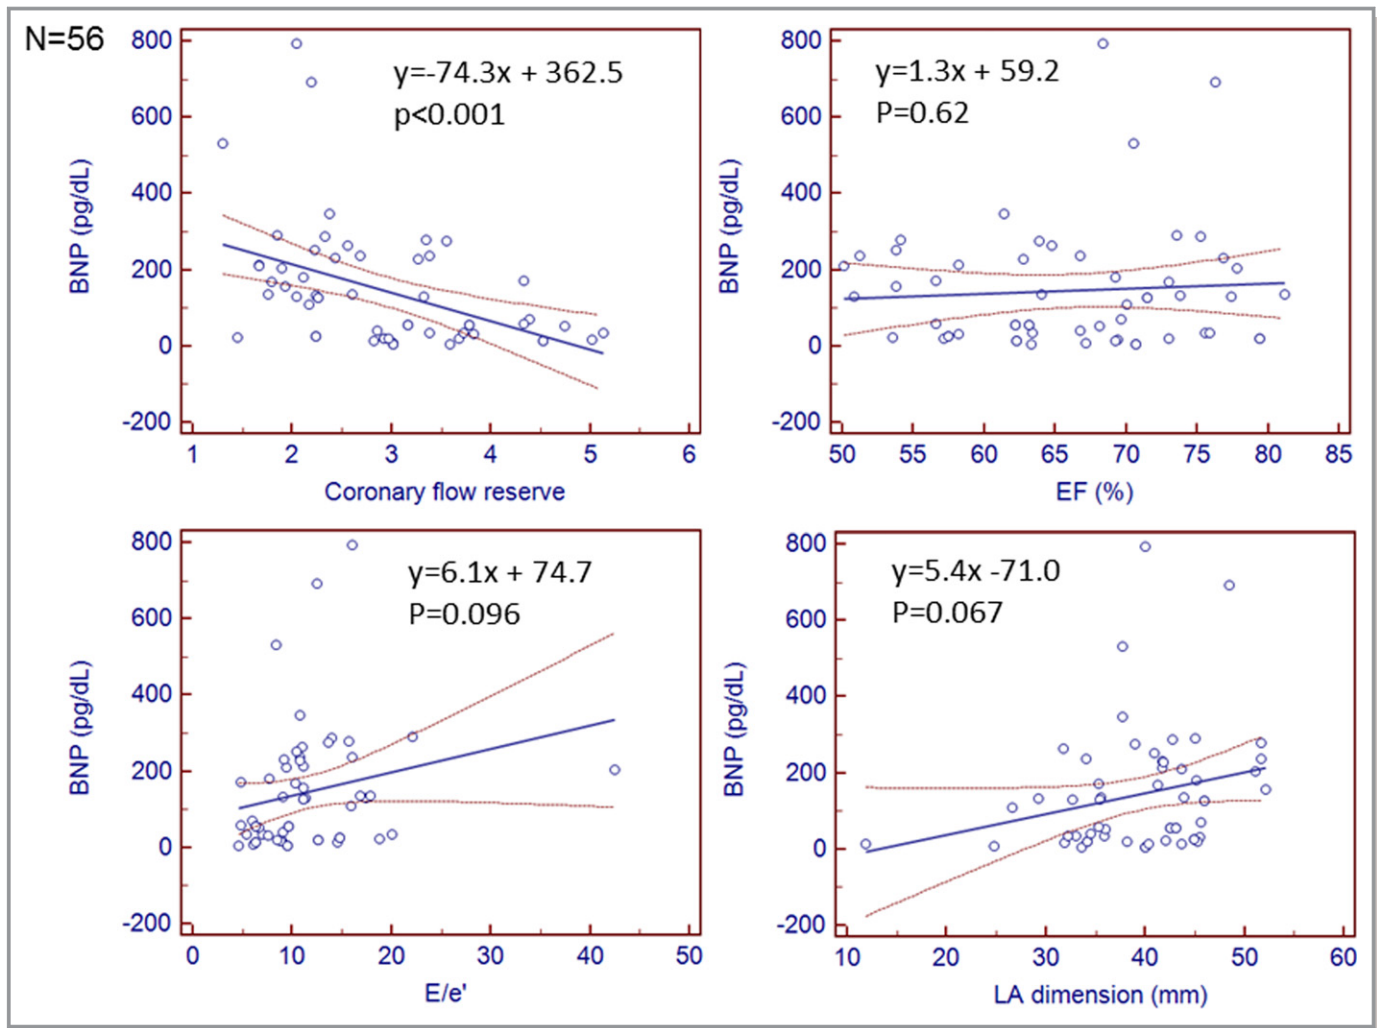 N=56
800
600
400
200
0
-200
BNP (pg/dL)
y=-74.3x + 362.5
p<0.001
1 2 3 4 5 6
Coronary flow reserve
800
600
400
200
0
-200
BNP (pg/dL)
y=1.3x + 59.2
P=0.62
50 55 60 65 70 75 80 85
EF (%)
800
600
400
200
0
-200
BNP (pg/dL)
y=6.1x + 74.7
P=0.096
0 10 20 30 40 50
E/e'
800
600
400
200
0
-200
BNP (pg/dL)
y=5.4x -71.0
P=0.067
10 20 30 40 50 60
LA dimension (mm)